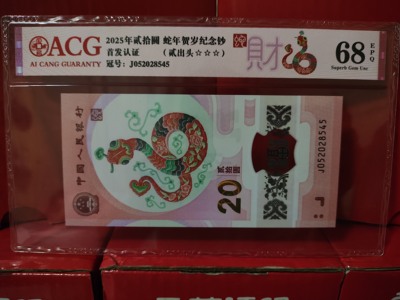 ACG
AI CANG GUARANTY
2025年贰拾圆 蛇年贺岁纪念钞
首发认证 (贰出头☆☆☆)
冠号: J052028545
財
68
EPQ
Superb Gem Unc
中国人民银行
贰拾圆
20
J052028545